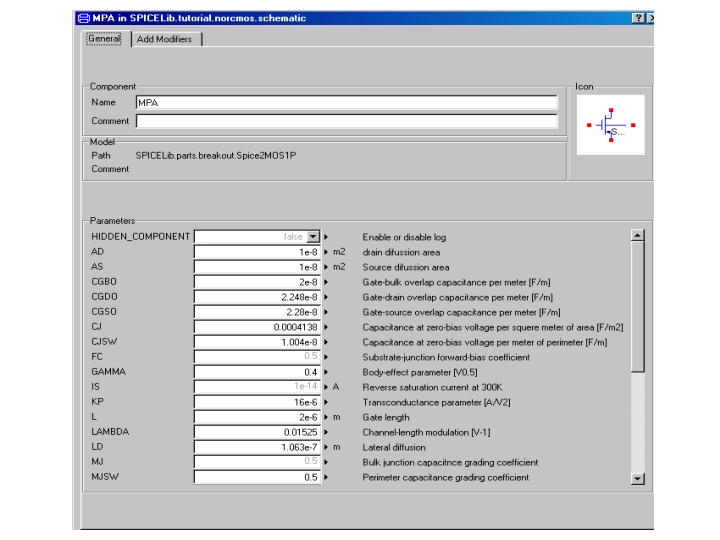 MPA in SPICELib.tutorial.norcmos.schematic
General Add Modifiers
Component
Name MPA
Comment
Icon
S...
Model
Path SPICELib.parts.breakout.Spice2MOS1P
Comment
Parameters
HIDDEN_COMPONENT false Enable or disable log
AD 1e-8 m2 drain difussion area
AS 1e-8 m2 Source difussion area
CGBO 2e-8 Gate-bulk overlap capacitance per meter [F/m]
CGDO 2.248e-8 Gate-drain overlap capacitance per meter [F/m]
CGSO 2.28e-8 Gate-source overlap capacitance per meter [F/m]
CJ 0.0004138 Capacitance at zero-bias voltage per squere meter of area [F/m2]
CJSW 1.004e-8 Capacitance at zero-bias voltage per meter of perimeter [F/m]
FC 0.5 Substrate-junction forward-bias coefficient
GAMMA 0.4 Body-effect parameter [V0.5]
IS 1e-14 A Reverse saturation current at 300K
KP 16e-6 Transconductance parameter [A/V2]
L 2e-6 m Gate length
LAMBDA 0.01525 Channel-length modulation [V-1]
LD 1.063e-7 m Lateral diffusion
MJ 0.5 Bulk junction capacitnce grading coefficient
MJSW 0.5 Perimeter capacitance grading coefficient